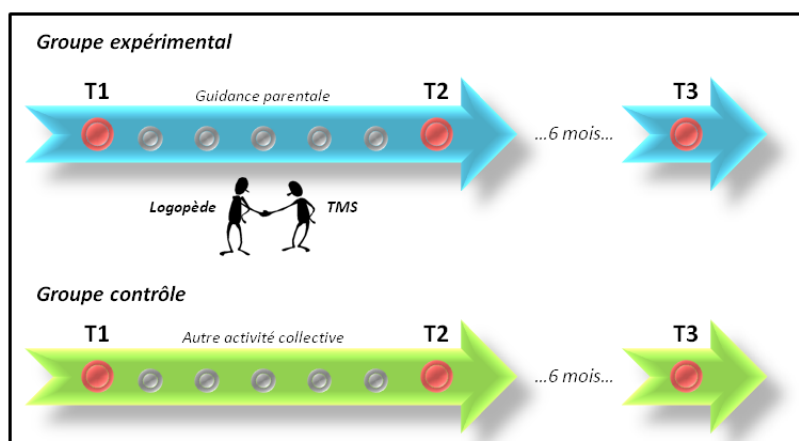 Groupe expérimental
T1 Guidance parentale T2 ...6 mois... T3
Logopède TMS
Groupe contrôle
T1 Autre activité collective T2 ...6 mois... T3